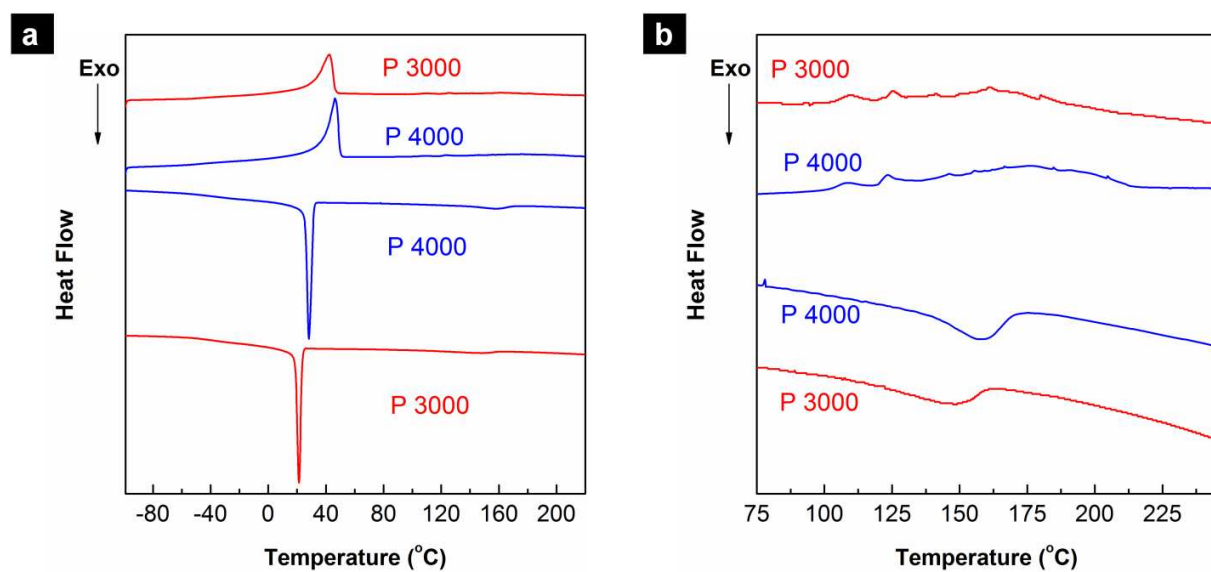 a
Exo
P 3000
P 4000
P 4000
P 3000
Heat Flow
-80 -40 0 40 80 120 160 200
Temperature (°C)
b
Exo
P 3000
P 4000
P 4000
P 3000
Heat Flow
75 100 125 150 175 200 225
Temperature (°C)